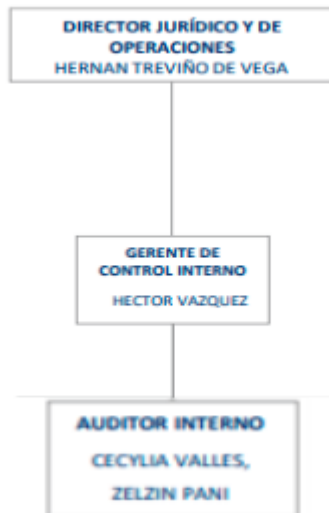 DIRECTOR JURÍDICO Y DE
OPERACIONES
HERNAN TREVIÑO DE VEGA
GERENTE DE
CONTROL INTERNO
HECTOR VAZQUEZ
AUDITOR INTERNO
CECYLIA VALLES,
ZELZIN PANI